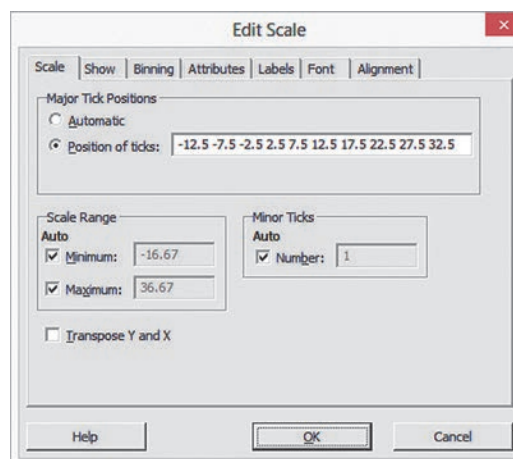 Edit Scale
×
Scale Show Binning Attributes Labels Font Alignment
Major Tick Positions
Automatic
Position of ticks: -12.5 -7.5 -2.5 2.5 7.5 12.5 17.5 22.5 27.5 32.5
Scale Range Minor Ticks
Auto Auto
Minimum: -16.67 Number: 1
Maximum: 36.67
Transpose Y and X
Help OK Cancel